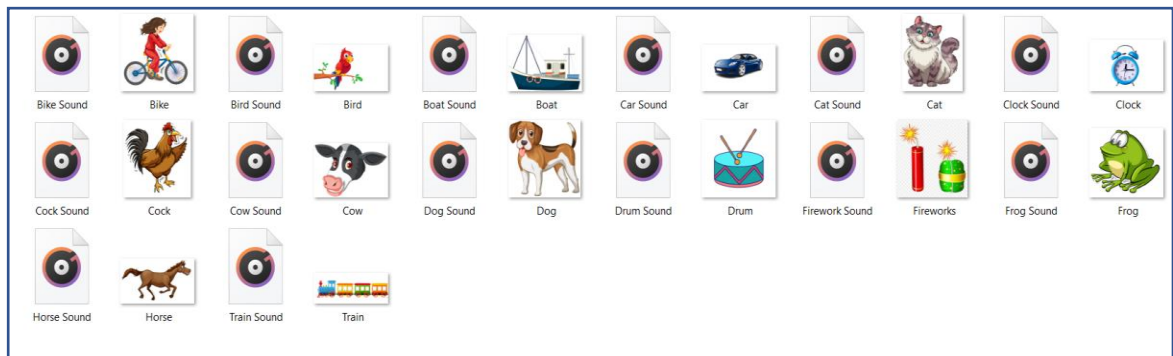 Bike Sound Bike Bird Sound Bird Boat Sound Boat Car Sound Car Cat Sound Cat Clock Sound Clock
Cock Sound Cock Cow Sound Cow Dog Sound Dog Drum Sound Drum Firework Sound Fireworks Frog Sound Frog
Horse Sound Horse Train Sound Train